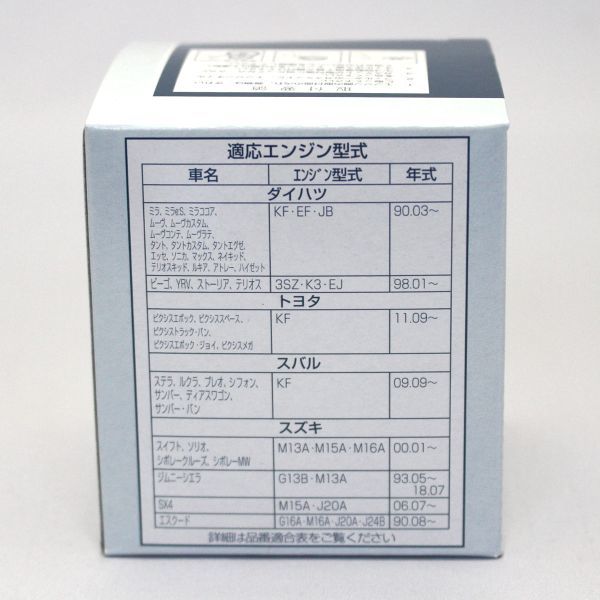 取付要領
適応エンジン型式
車名 エンジン型式 年式
ダイハツ
ミラ、ミラeS、ミラココア、
ムーヴ、ムーヴカスタム、
ムーヴコンテ、ムーヴラテ、
タント、タントカスタム、タントエグゼ、
エッセ、ソニカ、マックス、ネイキッド、
テリオスキッド、ルキア、アトレー、ハイゼット
KF・EF・JB 90.03～
ビーゴ、YRV、ストーリア、テリオス 3SZ・K3・EJ 98.01～
トヨタ
ピクシスエポック、ピクシススペース、
ピクシストラック・バン、
ピクシスエポック・ジョイ、ピクシスメガ
KF 11.09～
スバル
ステラ、ルクラ、プレオ、シフォン、
サンバー、ディアスワゴン、
サンバー・バン
KF 09.09～
スズキ
スイフト、ソリオ、
シボレークルーズ、シボレーMW
M13A・M15A・M16A 00.01～
ジムニーシエラ G13B・M13A 93.05～
18.07
SX4 M15A・J20A 06.07～
エスクード G16A・M16A・J20A・J24B 90.08～
詳細は品番適合表をご覧ください